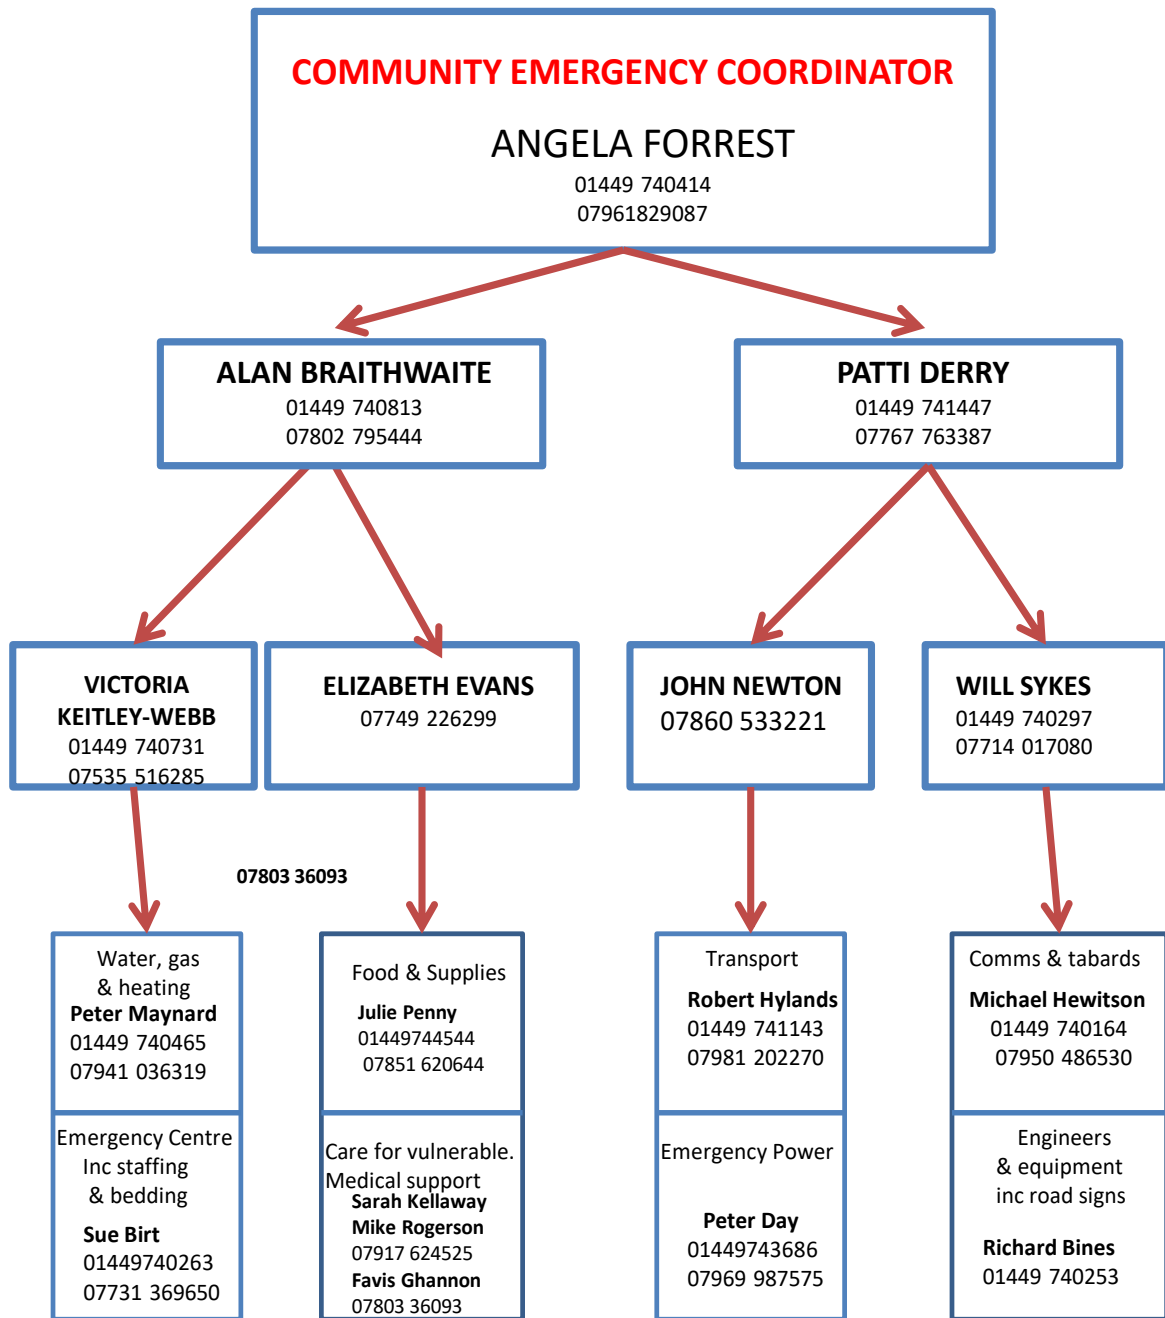 COMMUNITY EMERGENCY COORDINATOR
ANGELA FORREST
01449 740414
07961829087
ALAN BRAITHWAITE
01449 740813
07802 795444
PATTI DERRY
01449 741447
07767 763387
VICTORIA
KEITLEY-WEBB
01449 740731
07535 516285
ELIZABETH EVANS
07749 226299
JOHN NEWTON
07860 533221
WILL SYKES
01449 740297
07714 017080
07803 36093
Water, gas
& heating
Peter Maynard
01449 740465
07941 036319
Emergency Centre
Inc staffing
& bedding
Sue Birt
01449740263
07731 369650
Food & Supplies
Julie Penny
01449744544
07851 620644
Care for vulnerable.
Medical support
Sarah Kellaway
Mike Rogerson
07917 624525
Favis Ghannon
07803 36093
Transport
Robert Hylands
01449 741143
07981 202270
Emergency Power
Peter Day
01449743686
07969 987575
Comms & tabards
Michael Hewitson
01449 740164
07950 486530
Engineers
& equipment
inc road signs
Richard Bines
01449 740253